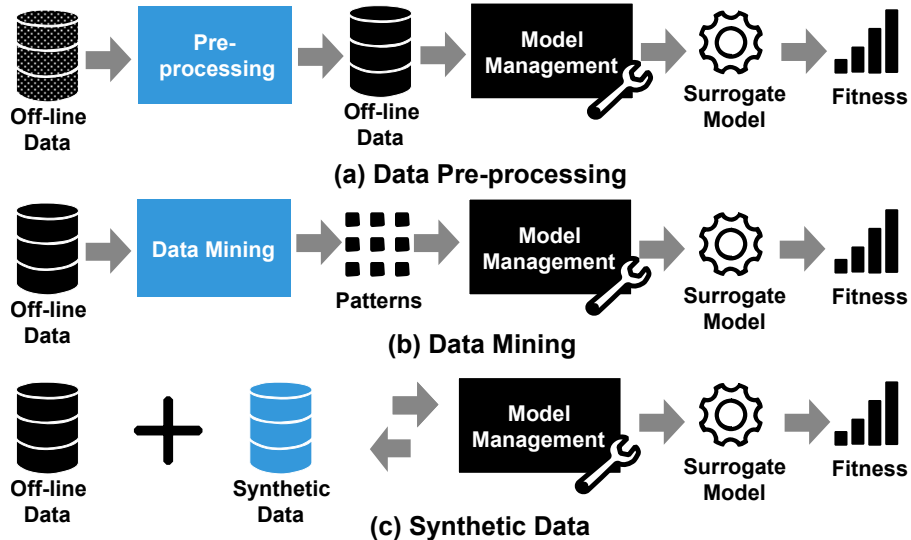 Pre-
processing
Off-line
Data
Off-line
Data
Model
Management
Surrogate
Model
Fitness
(a) Data Pre-processing
Data Mining
Off-line
Data
Patterns
Model
Management
Surrogate
Model
Fitness
(b) Data Mining
Off-line
Data
Synthetic
Data
Model
Management
Surrogate
Model
Fitness
(c) Synthetic Data